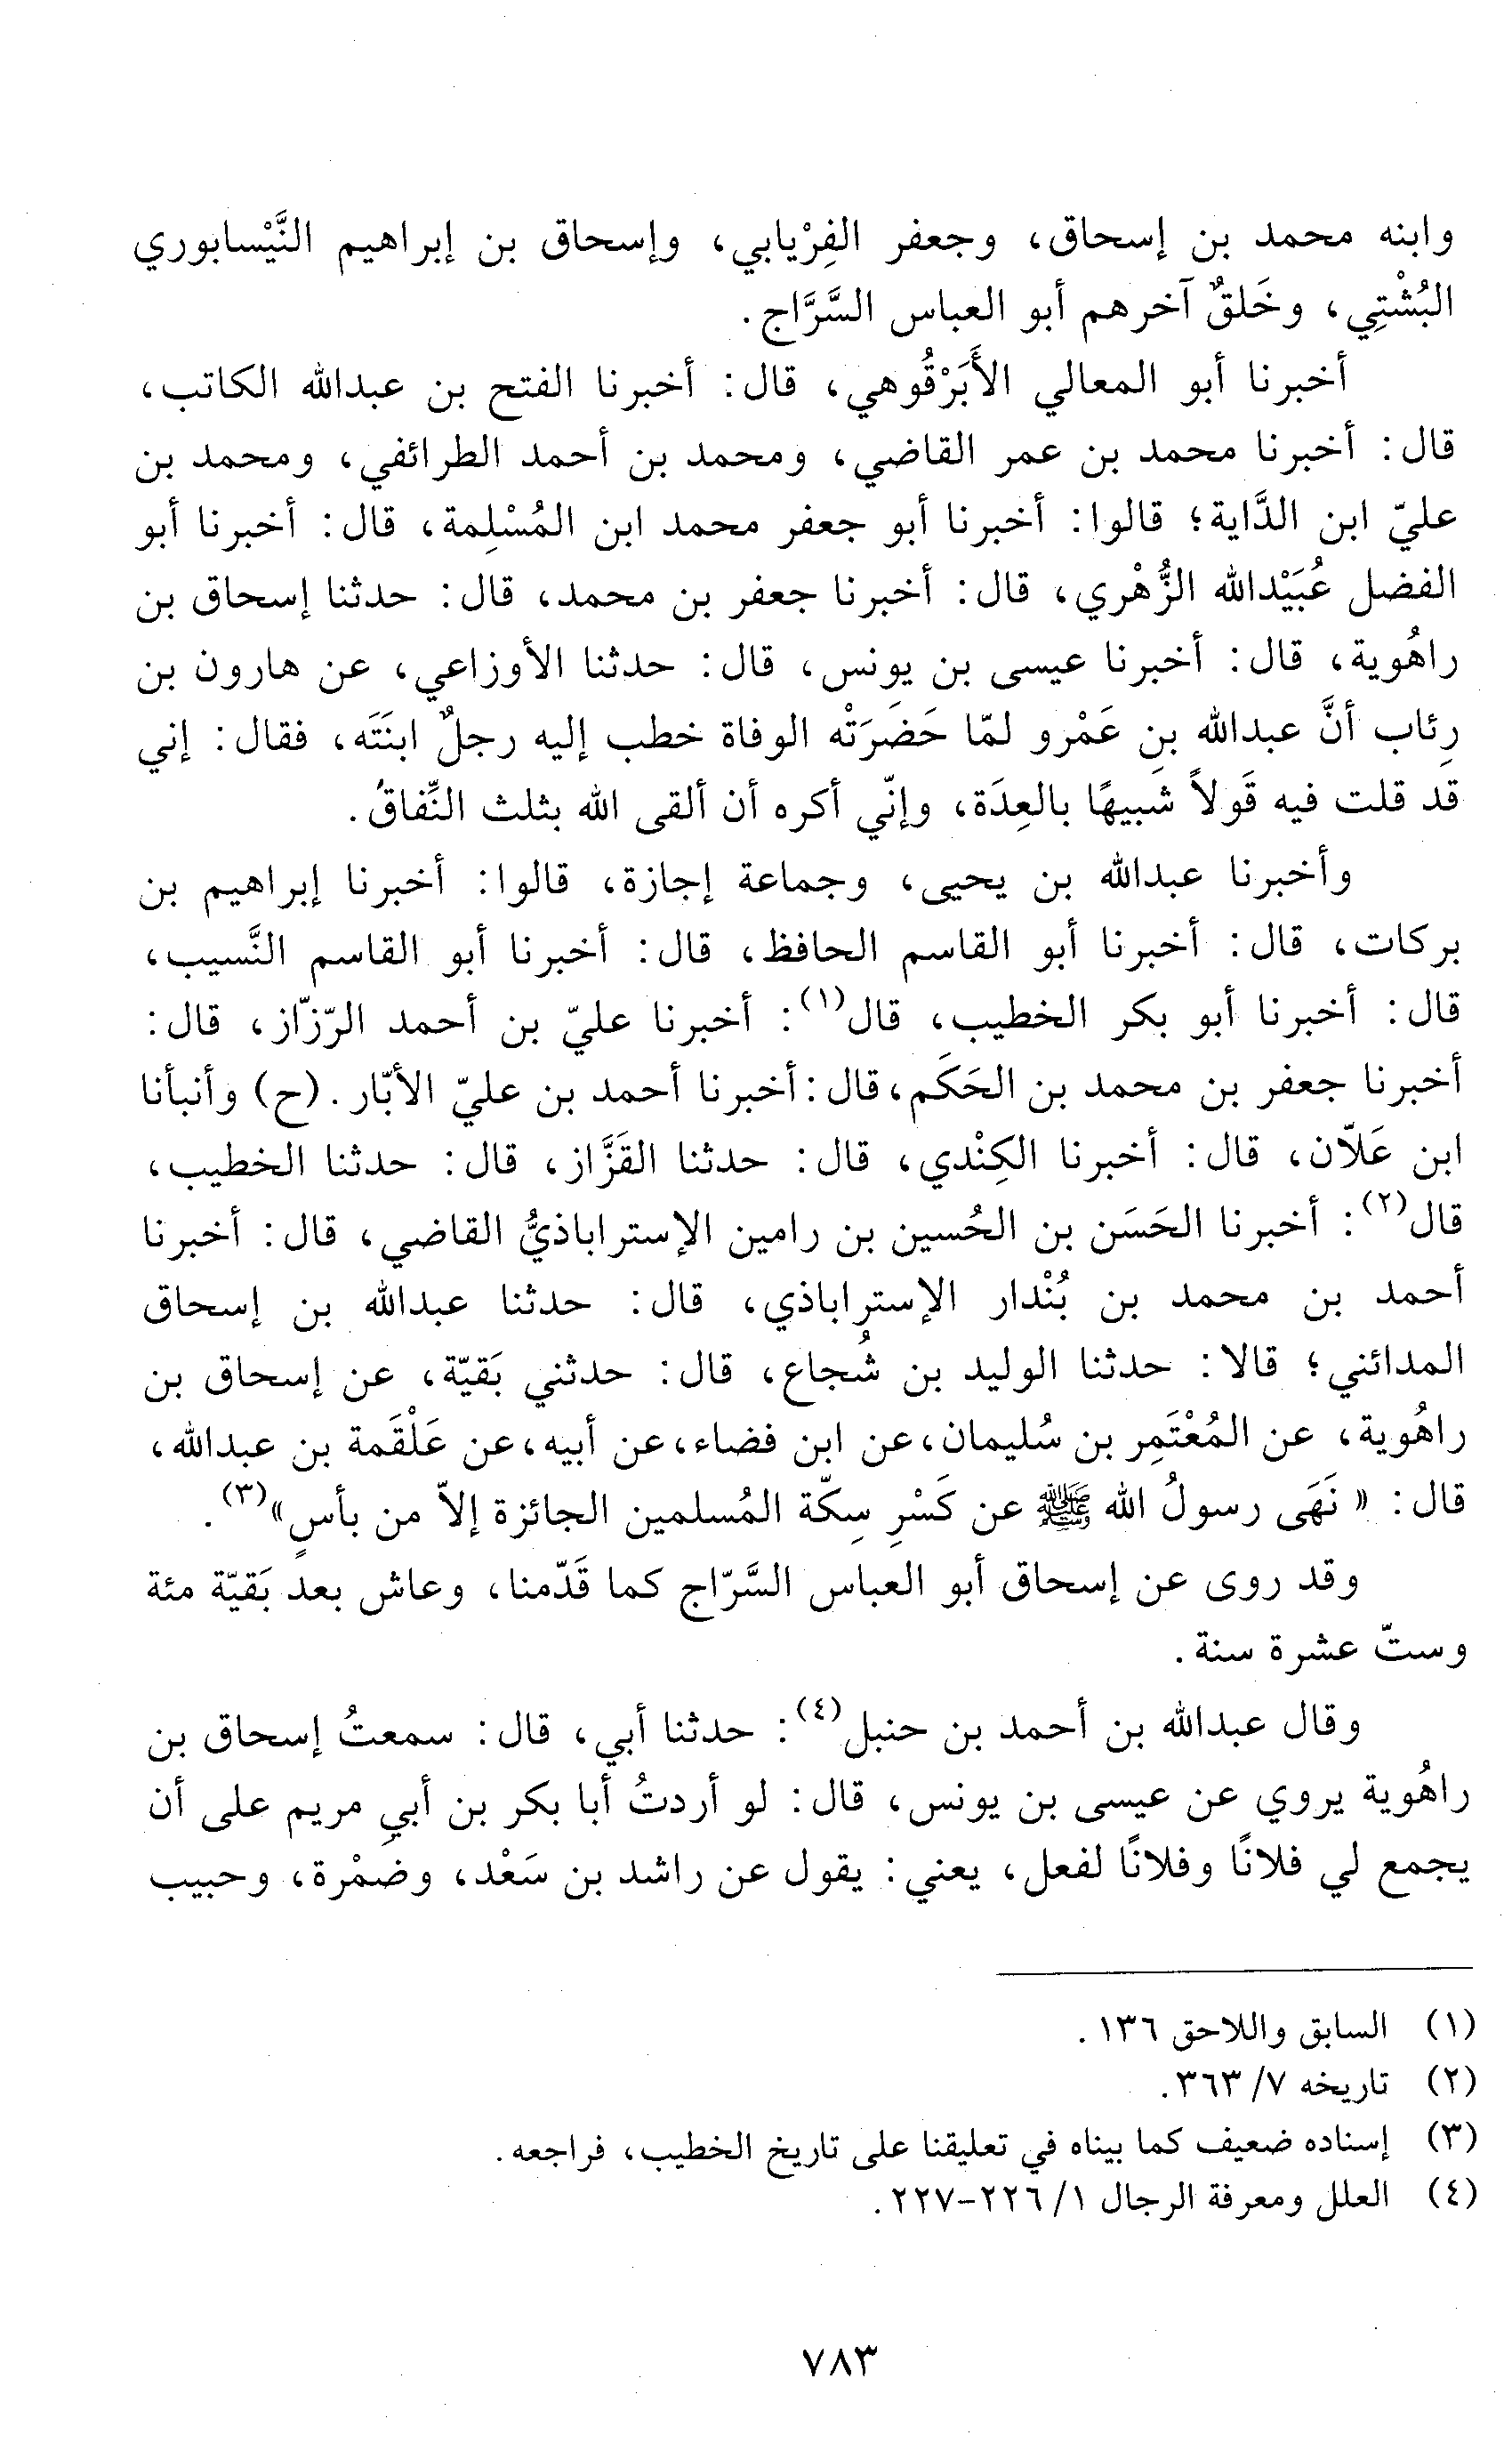 وابنه محمد بن إسحاق، وجعفر الفِرْيابي، وإسحاق بن إبراهيم النَّيْسابوري
البُشْتِي، وخَلقٌ آخرهم أبو العباس السَّرَّاج.
أخبرنا أبو المعالي الأَبَرْقُوهي، قال: أخبرنا الفتح بن عبدالله الكاتب،
قال: أخبرنا محمد بن عمر القاضي، ومحمد بن أحمد الطرائفي، ومحمد بن
عليّ ابن الدَّاية؛ قالوا: أخبرنا أبو جعفر محمد ابن المُسْلِمة، قال: أخبرنا أبو
الفضل عُبَيْدالله الزُّهْري، قال: أخبرنا جعفر بن محمد، قال: حدثنا إسحاق بن
راهُوية، قال: أخبرنا عيسى بن يونس، قال: حدثنا الأوزاعي، عن هارون بن
رِئاب أنَّ عبدالله بنِ عَمْرو لمّا حَضَرَتْه الوفاة خطب إليه رجلٌ ابنَتَه، فقال: إني
قد قلت فيه قَولاً شَبيهًا بالعِدَة، وإنّي أكره أن ألقى الله بثلث النِّفاقُ.
وأخبرنا عبدالله بن يحيى، وجماعة إجازة، قالوا: أخبرنا إبراهيم بن
بركات، قال: أخبرنا أبو القاسم الحافظ، قال: أخبرنا أبو القاسم النَّسيب،
قال: أخبرنا أبو بكر الخطيب، قال(١): أخبرنا عليّ بن أحمد الرّزّاز، قال:
أخبرنا جعفر بن محمد بن الحَكَم، قال: أخبرنا أحمد بن عليّ الأبّار. (ح) وأنبأنا
ابن عَلاّن، قال: أخبرنا الكِنْدي، قال: حدثنا القَزَّاز، قال: حدثنا الخطيب،
قال(٢): أخبرنا الحَسَن بن الحُسين بن رامين الإستراباذيُّ القاضي، قال: أخبرنا
أحمد بن محمد بن بُنْدار الإستراباذي، قال: حدثنا عبدالله بن إسحاق
المدائني؛ قالا: حدثنا الوليد بن شُجاع، قال: حدثني بَقيّة، عن إسحاق بن
راهُوية، عن المُعْتَمِر بن سُليمان، عن ابن فضاء، عن أبيه، عن عَلْقَمة بن عبدالله،
قال: «نَهَى رسولُ الله ﷺ عن كَسْرِ سِكّة المُسلمين الجائزة إلاّ من بأسٍ»(٣).
وقد روى عن إسحاق أبو العباس السَّرّاج كما قَدّمنا، وعاش بعد بَقيّة مئة
وستّ عشرة سنة.
وقال عبدالله بن أحمد بن حنبل(٤): حدثنا أبي، قال: سمعتُ إسحاق بن
راهُوية يروي عن عيسى بن يونس، قال: لو أردتُ أبا بكر بن أبي مريم على أن
يجمع لي فلانًا وفلانًا لفعل، يعني: يقول عن راشد بن سَعْد، وضمْرة، وحبيب
(١) السابق واللاحق ١٣٦.
(٢) تاريخه ٧/ ٣٦٣.
(٣) إسناده ضعيف كما بيناه في تعليقنا على تاريخ الخطيب، فراجعه.
(٤) العلل ومعرفة الرجال ١/ ٢٢٦-٢٢٧.
٧٨٣